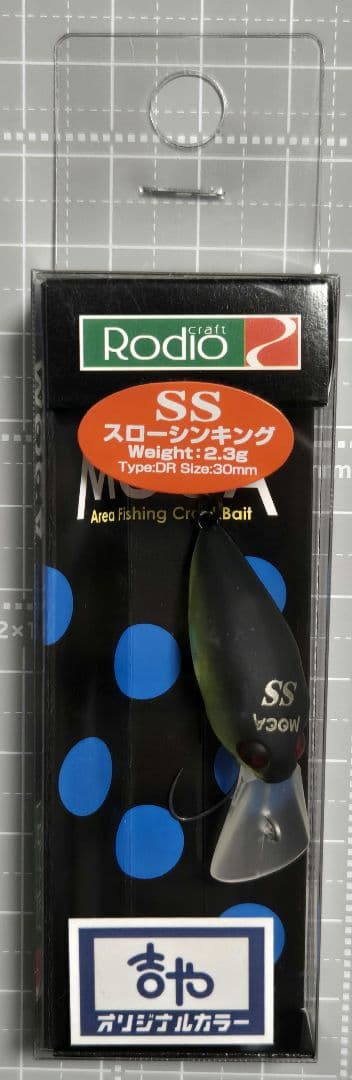 craft
Rodio
SS
スローシンキング
Weight:2.3g
Type:DR Size:30mm
MOCA
Area Fishing Crank Bait
SS
MOCA
吉や
オリジナルカラー